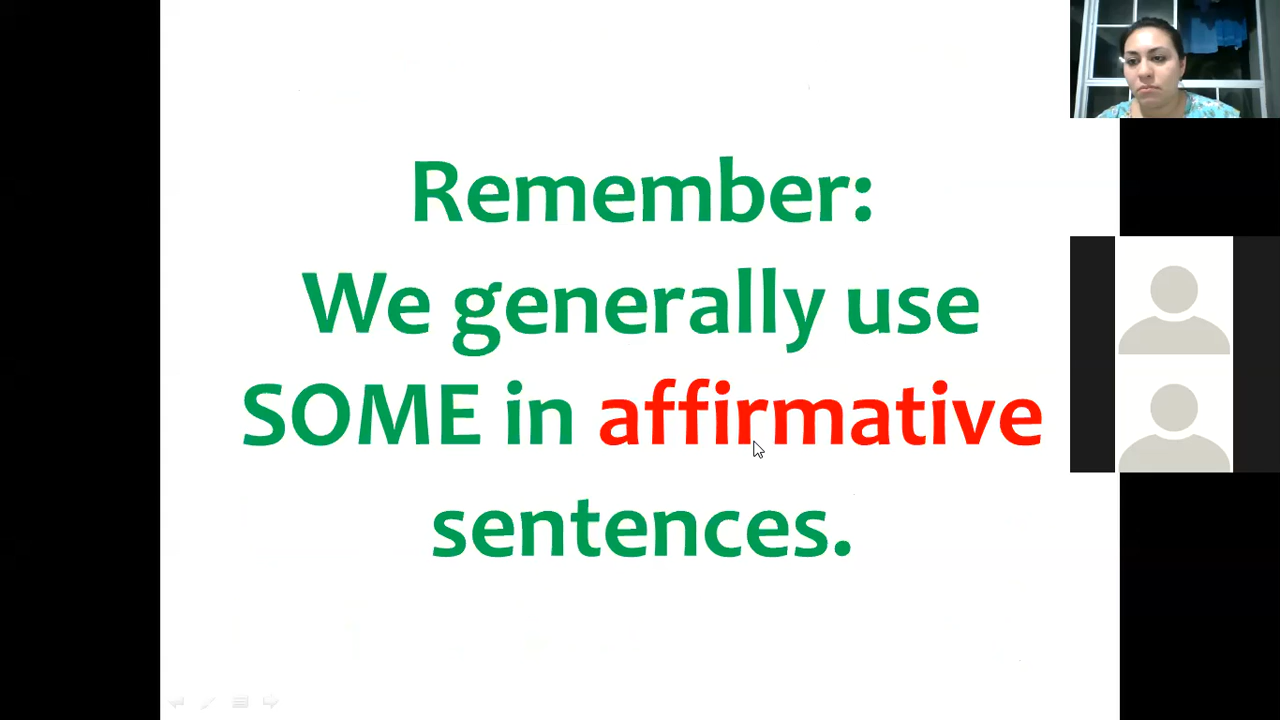 Remember:
We generally use
SOME in affirmative
sentences.